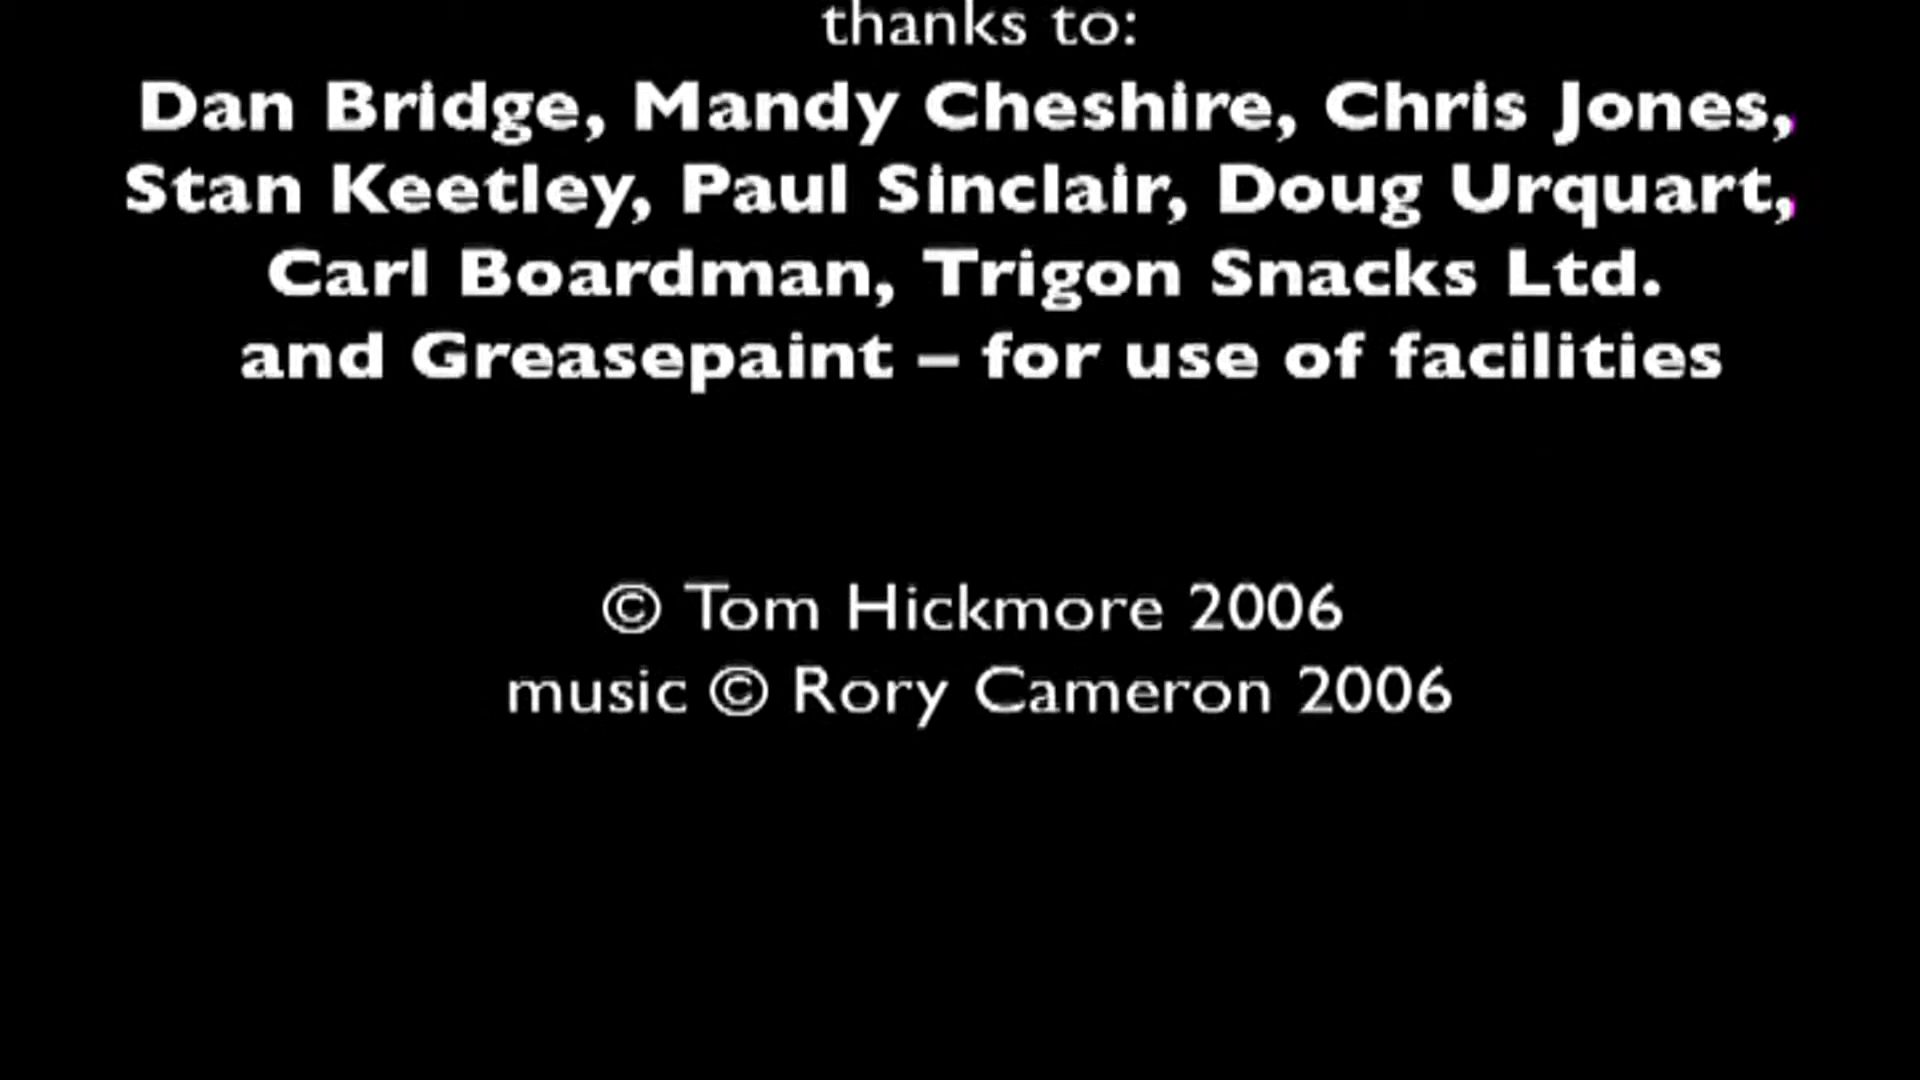 thanks to:
Dan Bridge, Mandy Cheshire, Chris Jones,
Stan Keetley, Paul Sinclair, Doug Urquart,
Carl Boardman, Trigon Snacks Ltd.
and Greasepaint – for use of facilities
© Tom Hickmore 2006
music © Rory Cameron 2006